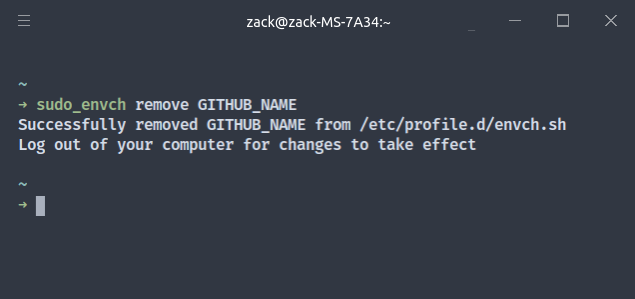 zack@zack-MS-7A34:~
~
→ sudo_envch remove GITHUB_NAME
Successfully removed GITHUB_NAME from /etc/profile.d/envch.sh
Log out of your computer for changes to take effect
~
→